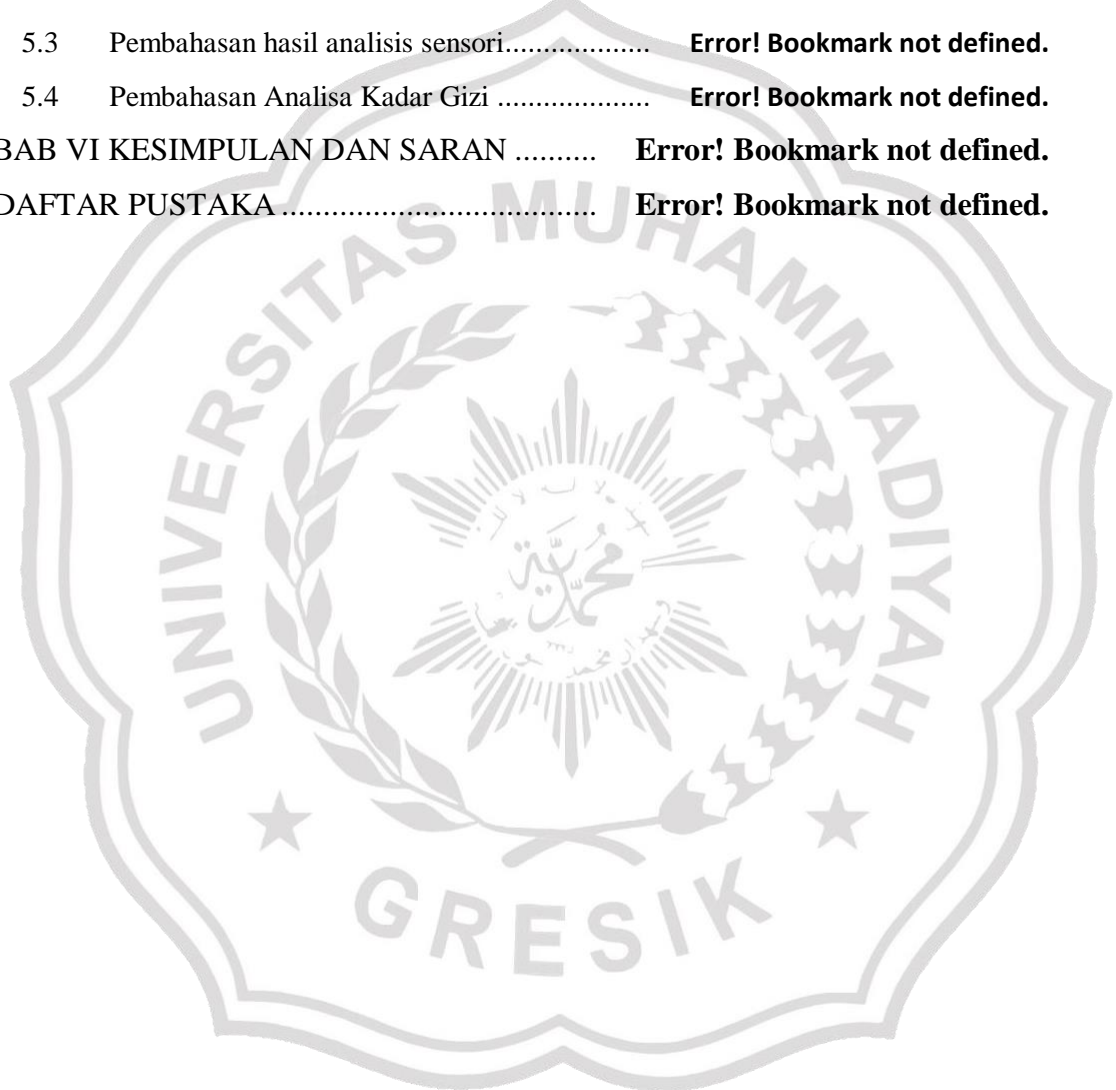 5.3 Pembahasan hasil analisis sensori................... Error! Bookmark not defined.
5.4 Pembahasan Analisa Kadar Gizi .................... Error! Bookmark not defined.
BAB VI KESIMPULAN DAN SARAN .......... Error! Bookmark not defined.
DAFTAR PUSTAKA.................................... Error! Bookmark not defined.
UNIVERSITAS MUHAMMADIYAH
محمدية
GRESIK